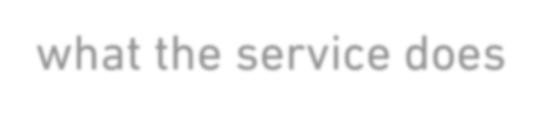 what the service does